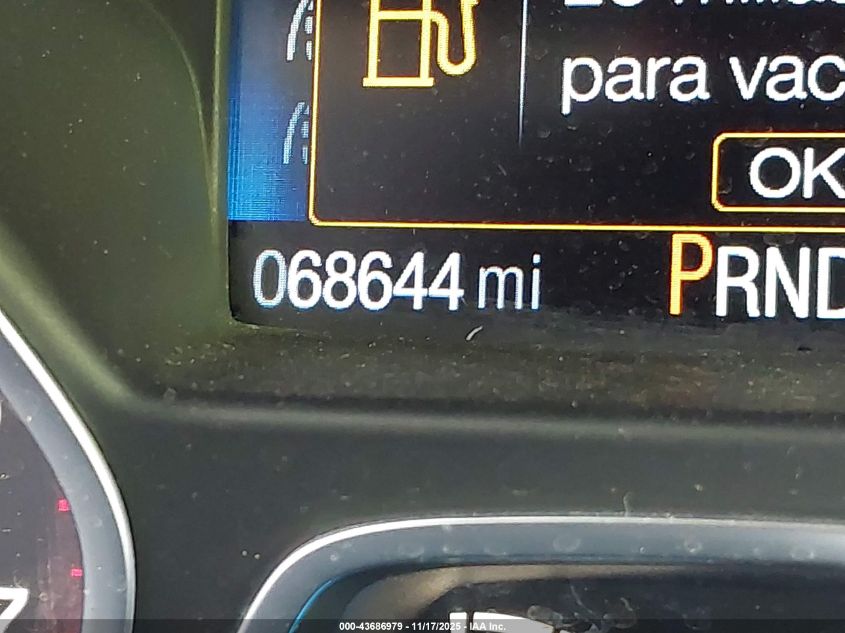 para vac
OK
068644 mi
PRND
000-43686979 - 11/17/2025 - IAA Inc.